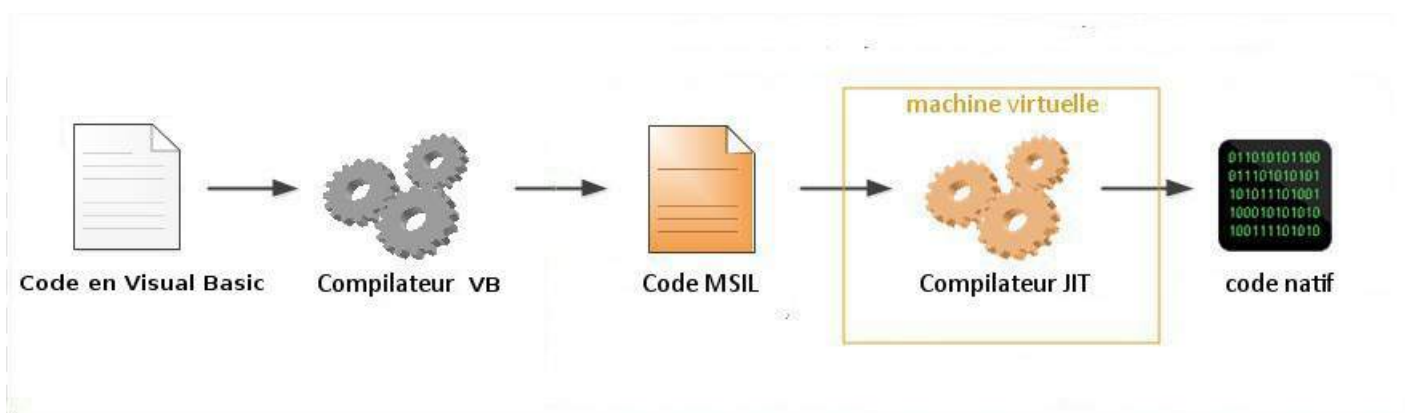 machine virtuelle
011010101100
011101010101
101011101001
100010101010
100111101010
Code en Visual Basic
Compilateur VB
Code MSIL
Compilateur JIT
code natif